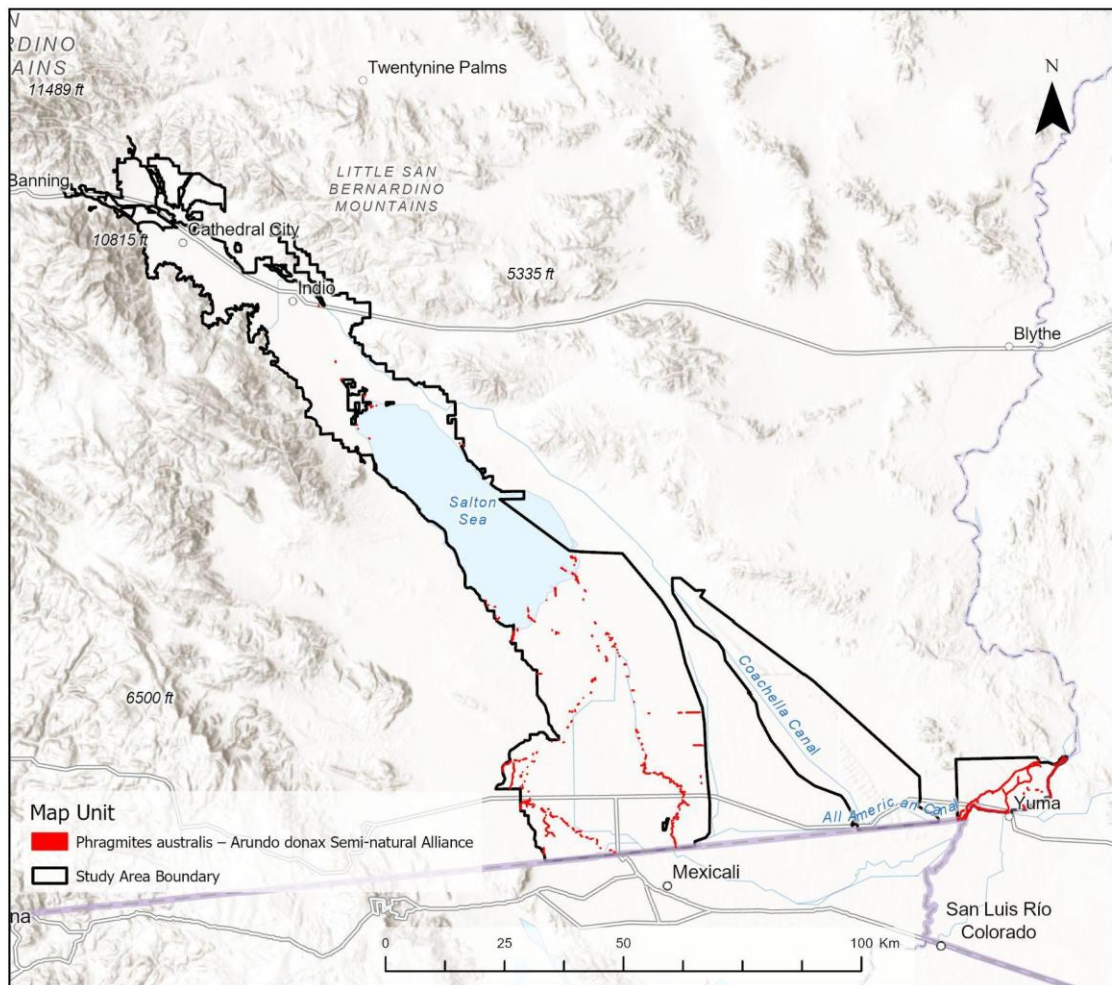 N
RDINO
AINS
11489 ft
Twentynine Palms
N
LITTLE SAN
BERNARDINO
MOUNTAINS
Banning
10815 ft
Cathedral City
5335 ft
Indio
Blythe
Salton
Sea
Coachella Canal
6500 ft
All American Canal
Yuma
Map Unit
Phragmites australis – Arundo donax Semi-natural Alliance
Study Area Boundary
Mexicali
na
San Luis Río
Colorado
0 25 50 100 Km